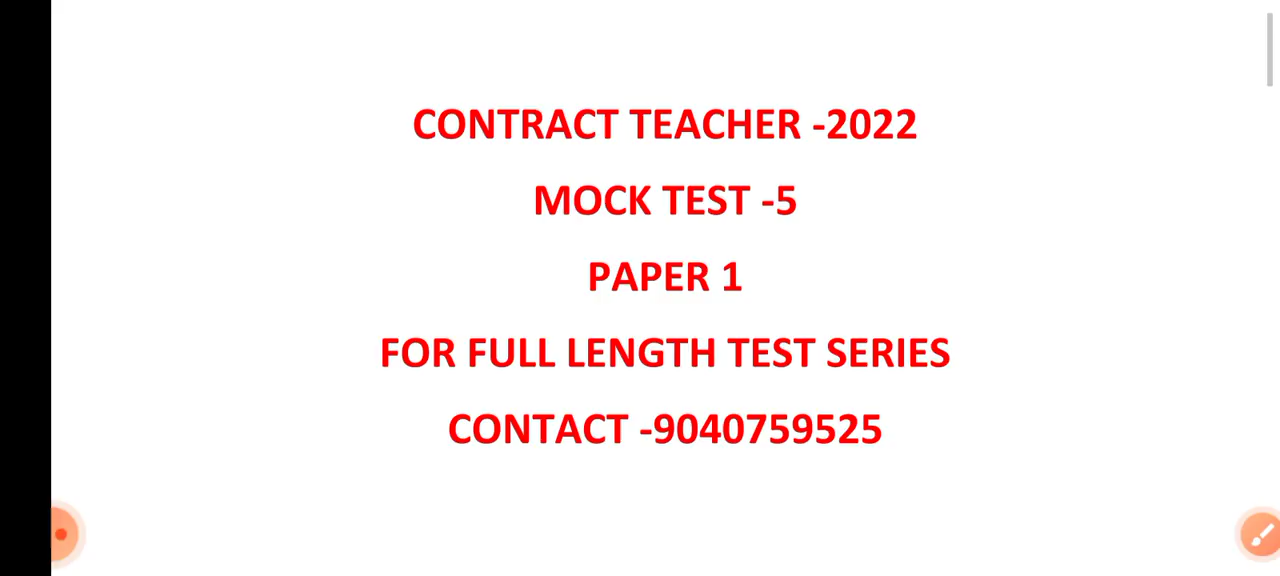 CONTRACT TEACHER -2022
MOCK TEST -5
PAPER 1
FOR FULL LENGTH TEST SERIES
CONTACT -9040759525